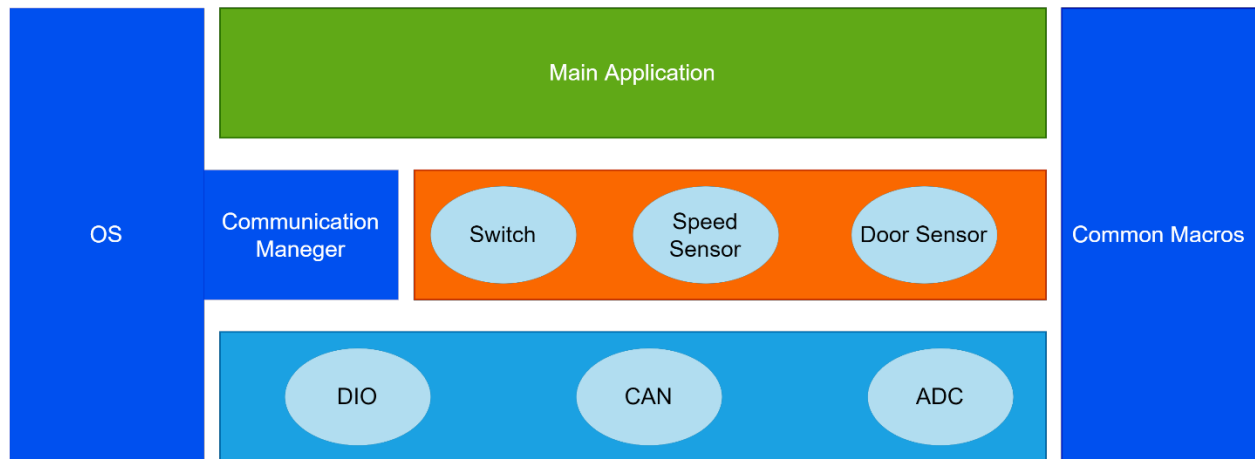 Main Application
OS
Communication
Maneger
Switch
Speed
Sensor
Door Sensor
Common Macros
DIO
CAN
ADC